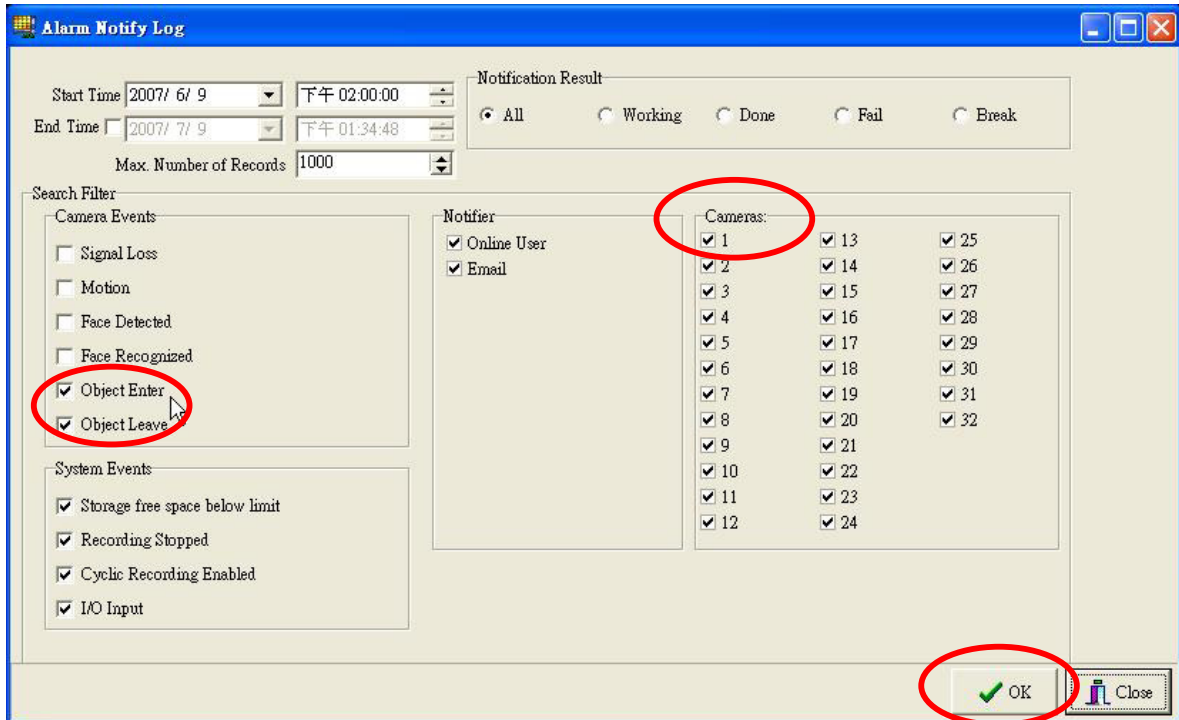 Alarm Notify Log
Start Time 2007/ 6/ 9 下午 02:00:00
End Time 2007/ 7/ 9 下午 01:34:48
Max. Number of Records 1000
Notification Result
All Working Done Fail Break
Search Filter
Camera Events
Signal Loss
Motion
Face Detected
Face Recognized
Object Enter
Object Leave
System Events
Storage free space below limit
Recording Stopped
Cyclic Recording Enabled
I/O Input
Notifier
Online User
Email
Cameras:
1 13 25
2 14 26
3 15 27
4 16 28
5 17 29
6 18 30
7 19 31
8 20 32
9 21
10 22
11 23
12 24
OK Close